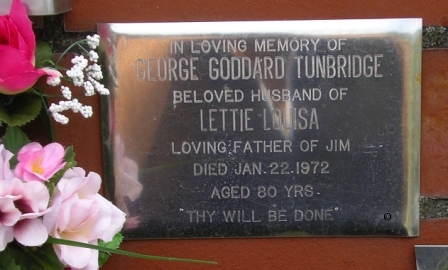 IN LOVING MEMORY OF
GEORGE GODDARD TUNBRIDGE
BELOVED HUSBAND OF
LETTIE LOUISA
LOVING FATHER OF JIM
DIED JAN. 22. 1972
AGED 80 YRS.
"THY WILL BE DONE"